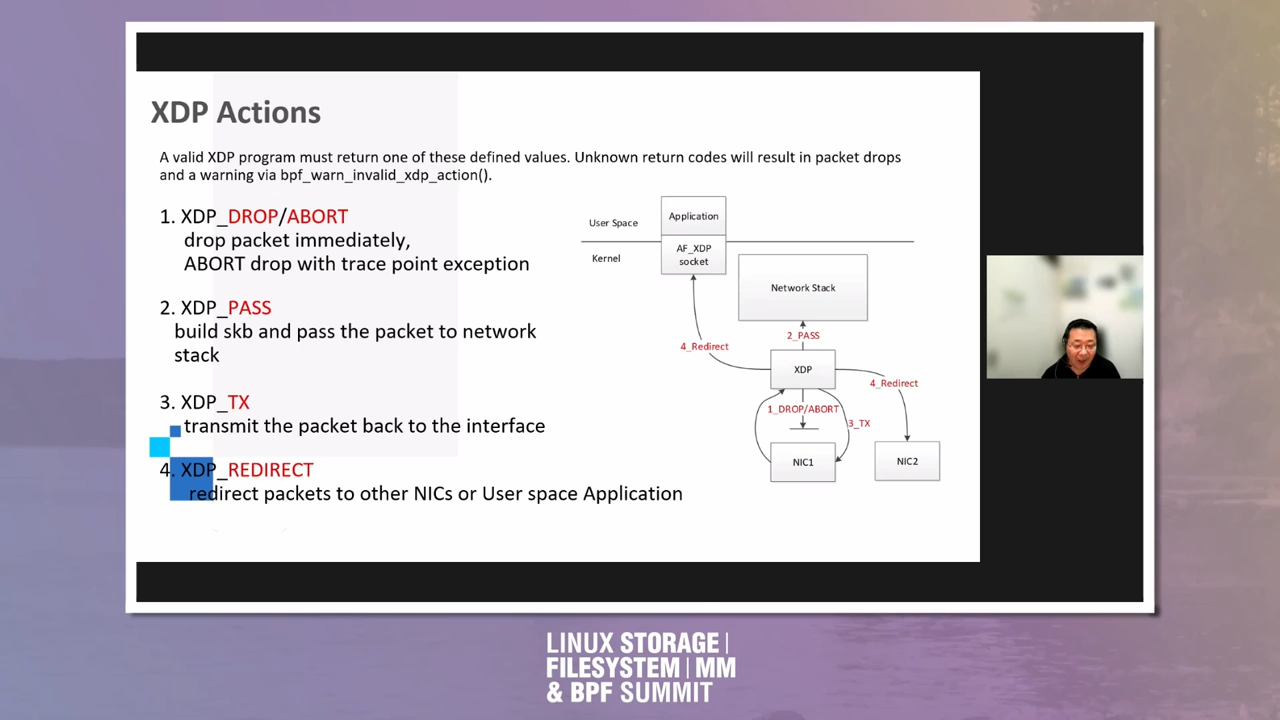 XDP Actions
A valid XDP program must return one of these defined values. Unknown return codes will result in packet drops
and a warning via bpf_warn_invalid_xdp_action().
1. XDP_DROP/ABORT
drop packet immediately,
ABORT drop with trace point exception
2. XDP_PASS
build skb and pass the packet to network
stack
3. XDP_TX
transmit the packet back to the interface
4. XDP_REDIRECT
redirect packets to other NICs or User space Application
User Space
Application
Kernel
AF_XDP
socket
Network Stack
2_PASS
4_Redirect
XDP
4_Redirect
1_DROP/ABORT
3_TX
NIC1
NIC2
LINUX STORAGE |
FILESYSTEM | MM
& BPF SUMMIT